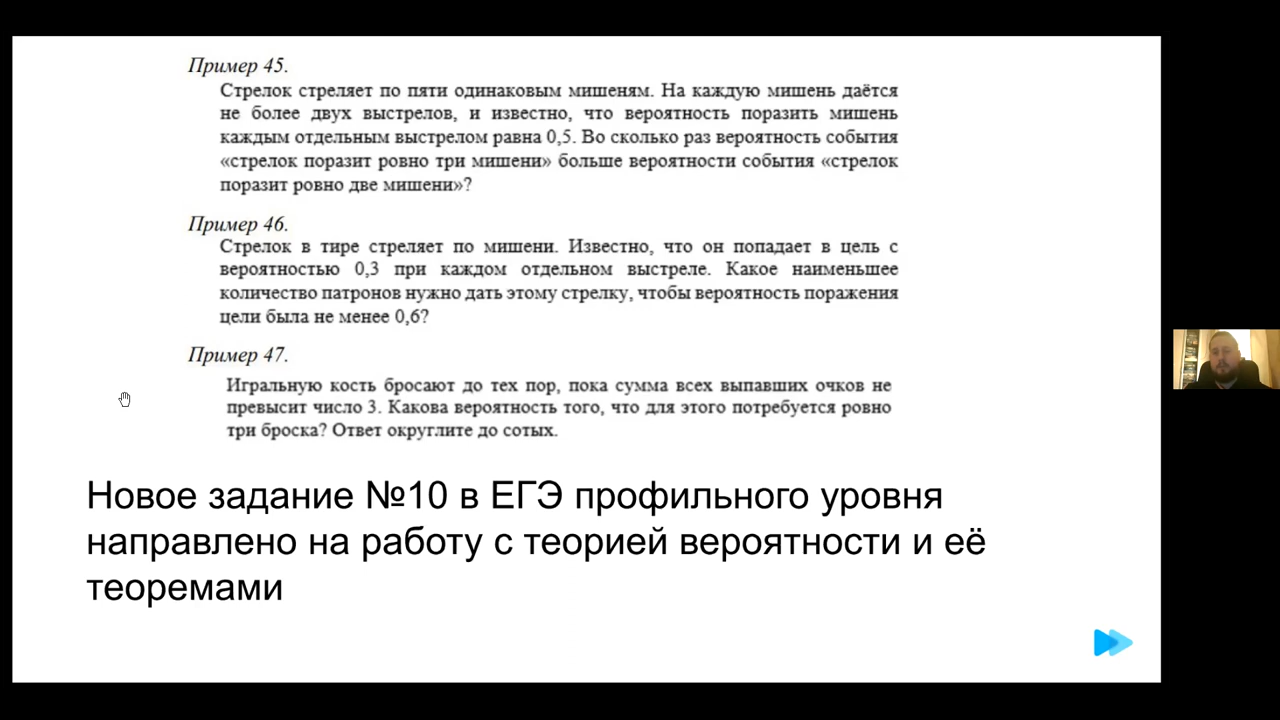 Пример 45.
Стрелок стреляет по пяти одинаковым мишеням. На каждую мишень даётся
не более двух выстрелов, и известно, что вероятность поразить мишень
каждым отдельным выстрелом равна 0,5. Во сколько раз вероятность события
«стрелок поразит ровно три мишени» больше вероятности события «стрелок
поразит ровно две мишени»?
Пример 46.
Стрелок в тире стреляет по мишени. Известно, что он попадает в цель с
вероятностью 0,3 при каждом отдельном выстреле. Какое наименьшее
количество патронов нужно дать этому стрелку, чтобы вероятность поражения
цели была не менее 0,6?
Пример 47.
Игральную кость бросают до тех пор, пока сумма всех выпавших очков не
превысит число 3. Какова вероятность того, что для этого потребуется ровно
три броска? Ответ округлите до сотых.
Новое задание №10 в ЕГЭ профильного уровня
направлено на работу с теорией вероятности и её
теоремами